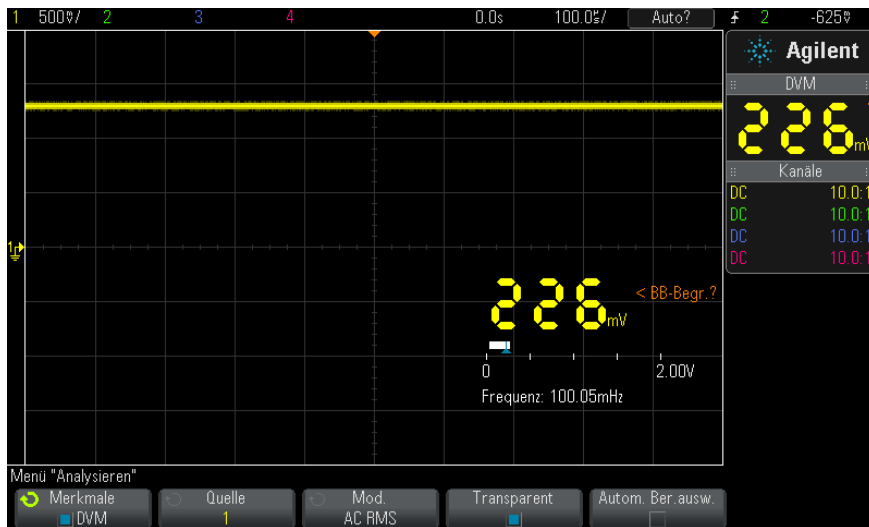 1 500mV/ 2 3 4 0.0s 100.0ms/ Auto? 2 -625mV
Agilent
DVM
226mV
Kanäle
DC 10.0:1
DC 10.0:1
DC 10.0:1
DC 10.0:1
1
226mV
< BB-Begr.?
0 2.00V
Frequenz: 100.05mHz
Menü "Analysieren"
Merkmale Quelle Mod. Transparent Autom. Ber.ausw.
DVM 1 AC RMS